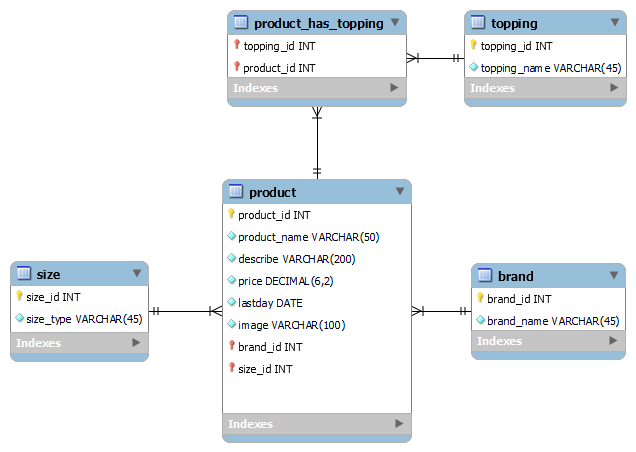 product_has_topping
topping_id INT
product_id INT
Indexes
topping
topping_id INT
topping_name VARCHAR(45)
Indexes
product
product_id INT
product_name VARCHAR(50)
describe VARCHAR(200)
price DECIMAL(6,2)
lastday DATE
image VARCHAR(100)
brand_id INT
size_id INT
Indexes
size
size_id INT
size_type VARCHAR(45)
Indexes
brand
brand_id INT
brand_name VARCHAR(45)
Indexes